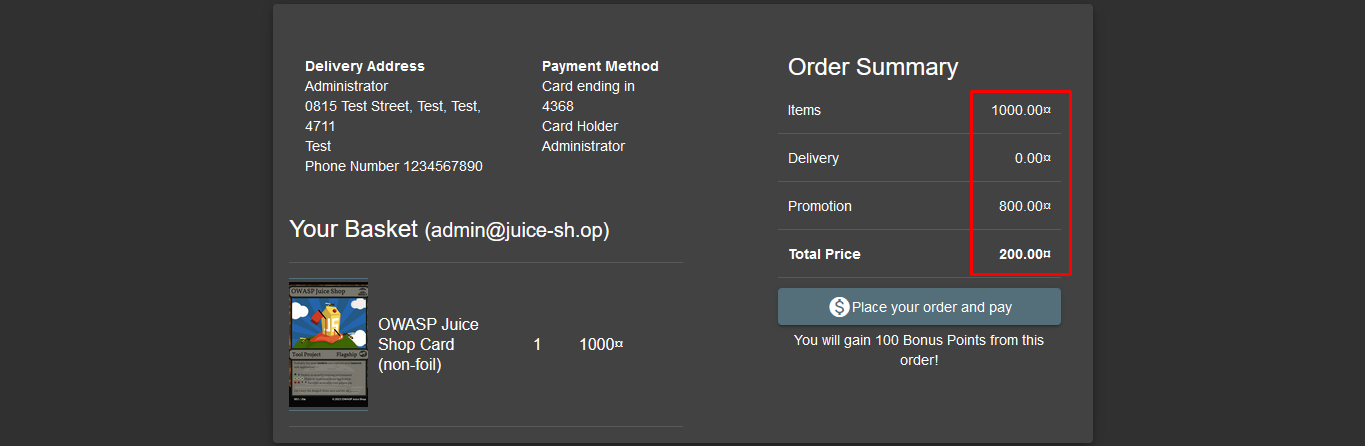 Delivery Address
Administrator
0815 Test Street, Test, Test,
4711
Test
Phone Number 1234567890
Payment Method
Card ending in
4368
Card Holder
Administrator
Order Summary
Items 1000.00¤
Delivery 0.00¤
Promotion 800.00¤
Total Price 200.00¤
Place your order and pay
You will gain 100 Bonus Points from this
order!
Your Basket (admin@juice-sh.op)
OWASP Juice Shop
Tool Project Flagship
OWASP Juice
Shop Card
(non-foil)
1
1000¤